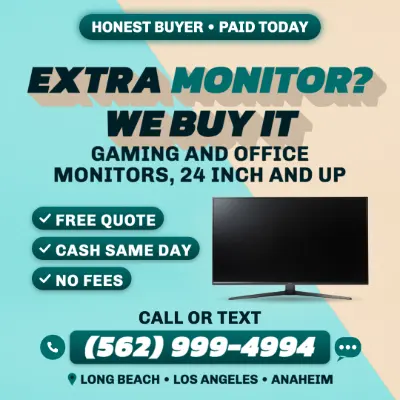 HONEST BUYER • PAID TODAY
EXTRA MONITOR?
WE BUY IT
GAMING AND OFFICE
MONITORS, 24 INCH AND UP
FREE QUOTE
CASH SAME DAY
NO FEES
CALL OR TEXT
(562) 999-4994
LONG BEACH • LOS ANGELES • ANAHEIM